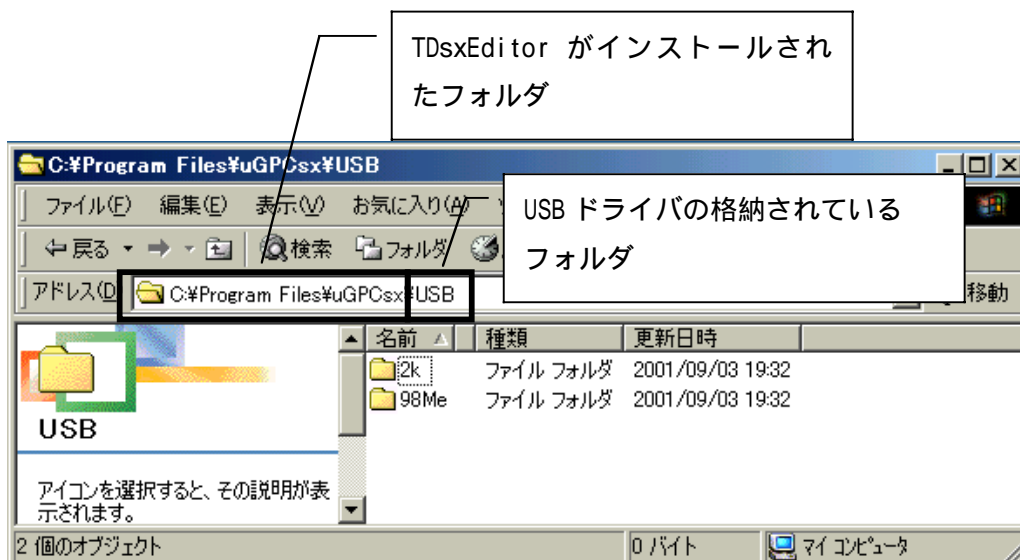 TDsxEditor がインストールされ
たフォルダ
C:¥Program Files¥uGPCsx¥USB
ファイル(F) 編集(E) 表示(V) お気に入り(A)
USB ドライバの格納されている
フォルダ
戻る 検索 フォルダ
アドレス(D) C:¥Program Files¥uGPCsx¥USB 移動
名前 種類 更新日時
2k ファイル フォルダ 2001/09/03 19:32
98Me ファイル フォルダ 2001/09/03 19:32
USB
アイコンを選択すると、その説明が表
示されます。
2 個のオブジェクト 0 バイト マイ コンピュータ